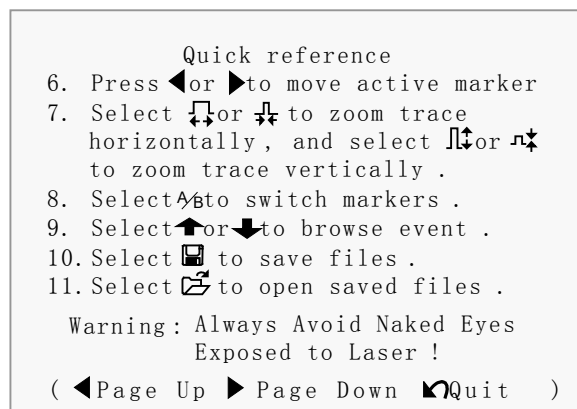 Quick reference
6. Press ◀or ▶to move active marker
7. Select or to zoom trace
horizontally, and select or
to zoom trace vertically .
8. Select A/B to switch markers .
9. Select ⬆or ⬇to browse event .
10. Select to save files .
11. Select to open saved files .
Warning : Always Avoid Naked Eyes
Exposed to Laser !
( ◀Page Up ▶ Page Down Quit )